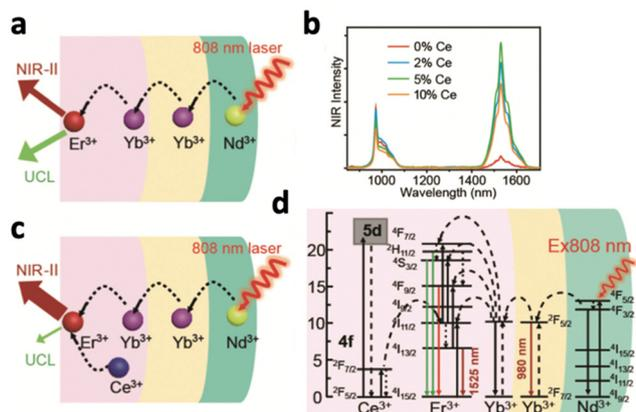 a
808 nm laser
NIR-II
Er³⁺
Yb³⁺
Yb³⁺
Nd³⁺
UCL
b
NIR Intensity
0% Ce
2% Ce
5% Ce
10% Ce
1000
1200
1400
1600
Wavelength (nm)
c
808 nm laser
NIR-II
Er³⁺
Yb³⁺
Yb³⁺
Nd³⁺
UCL
Ce³⁺
d
20
15
10
5
0
5d
4f
²F₇/₂
²F₅/₂
Ce³⁺
⁴F₇/₂
²H₁₁/₂
⁴S₃/₂
⁴F₉/₂
⁴I₉/₂
⁴I₁₁/₂
⁴I₁₃/₂
⁴I₁₅/₂
1525 nm
Er³⁺
Yb³⁺
980 nm
²F₅/₂
²F₇/₂
Yb³⁺
Ex808 nm
⁴F₅/₂
⁴F₃/₂
⁴I₁₅/₂
⁴I₁₃/₂
⁴I₁₁/₂
⁴I₉/₂
Nd³⁺